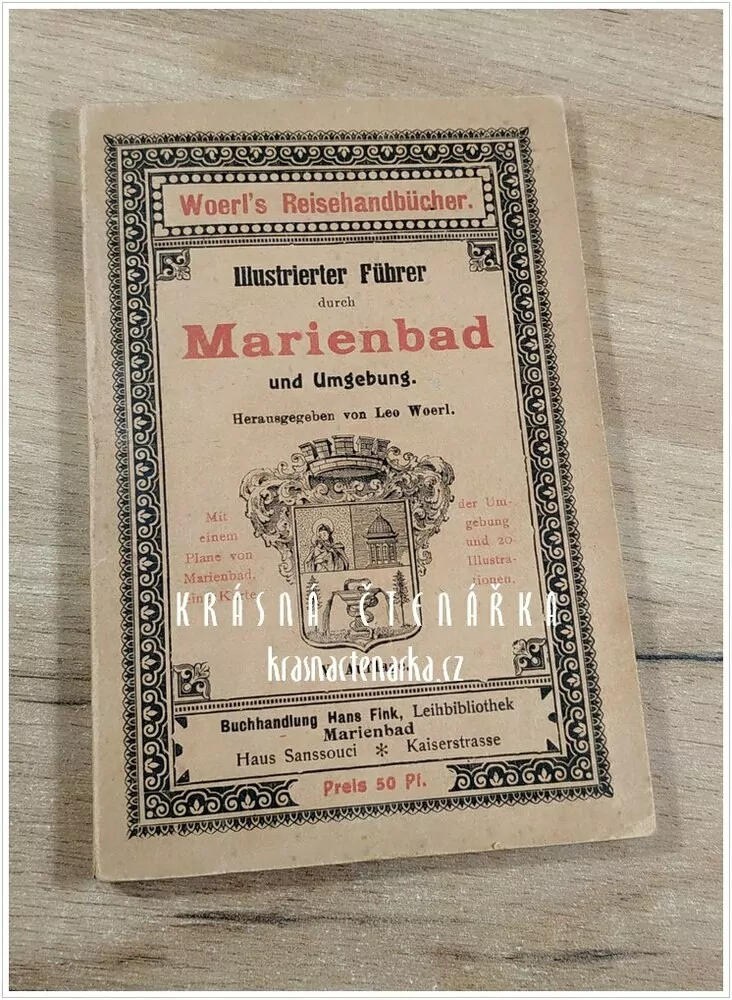 Woerl's Reisehandbücher.
Illustrierter Führer
durch
Marienbad
und Umgebung.
Herausgegeben von Leo Woerl.
Mit
einem
Plane von
Marienbad,
Karte
der Um-
gebung
und 20
Illustra-
tionen.
KRÁSNÁ ČTENÁŘKA
krasnactenarka.cz
Buchhandlung Hans Fink, Leihbibliothek
Marienbad
Haus Sanssouci * Kaiserstrasse
Preis 50 Pf.